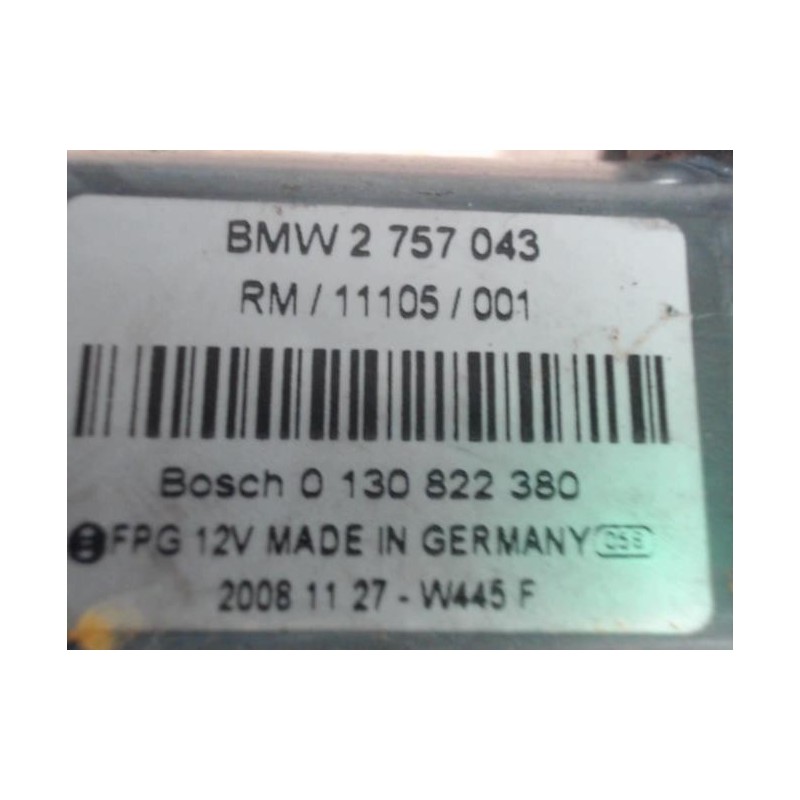 BMW 2 757 043
RM / 11105 / 001
Bosch 0 130 822 380
FPG 12V MADE IN GERMANY 058
2008 11 27 - W445 F